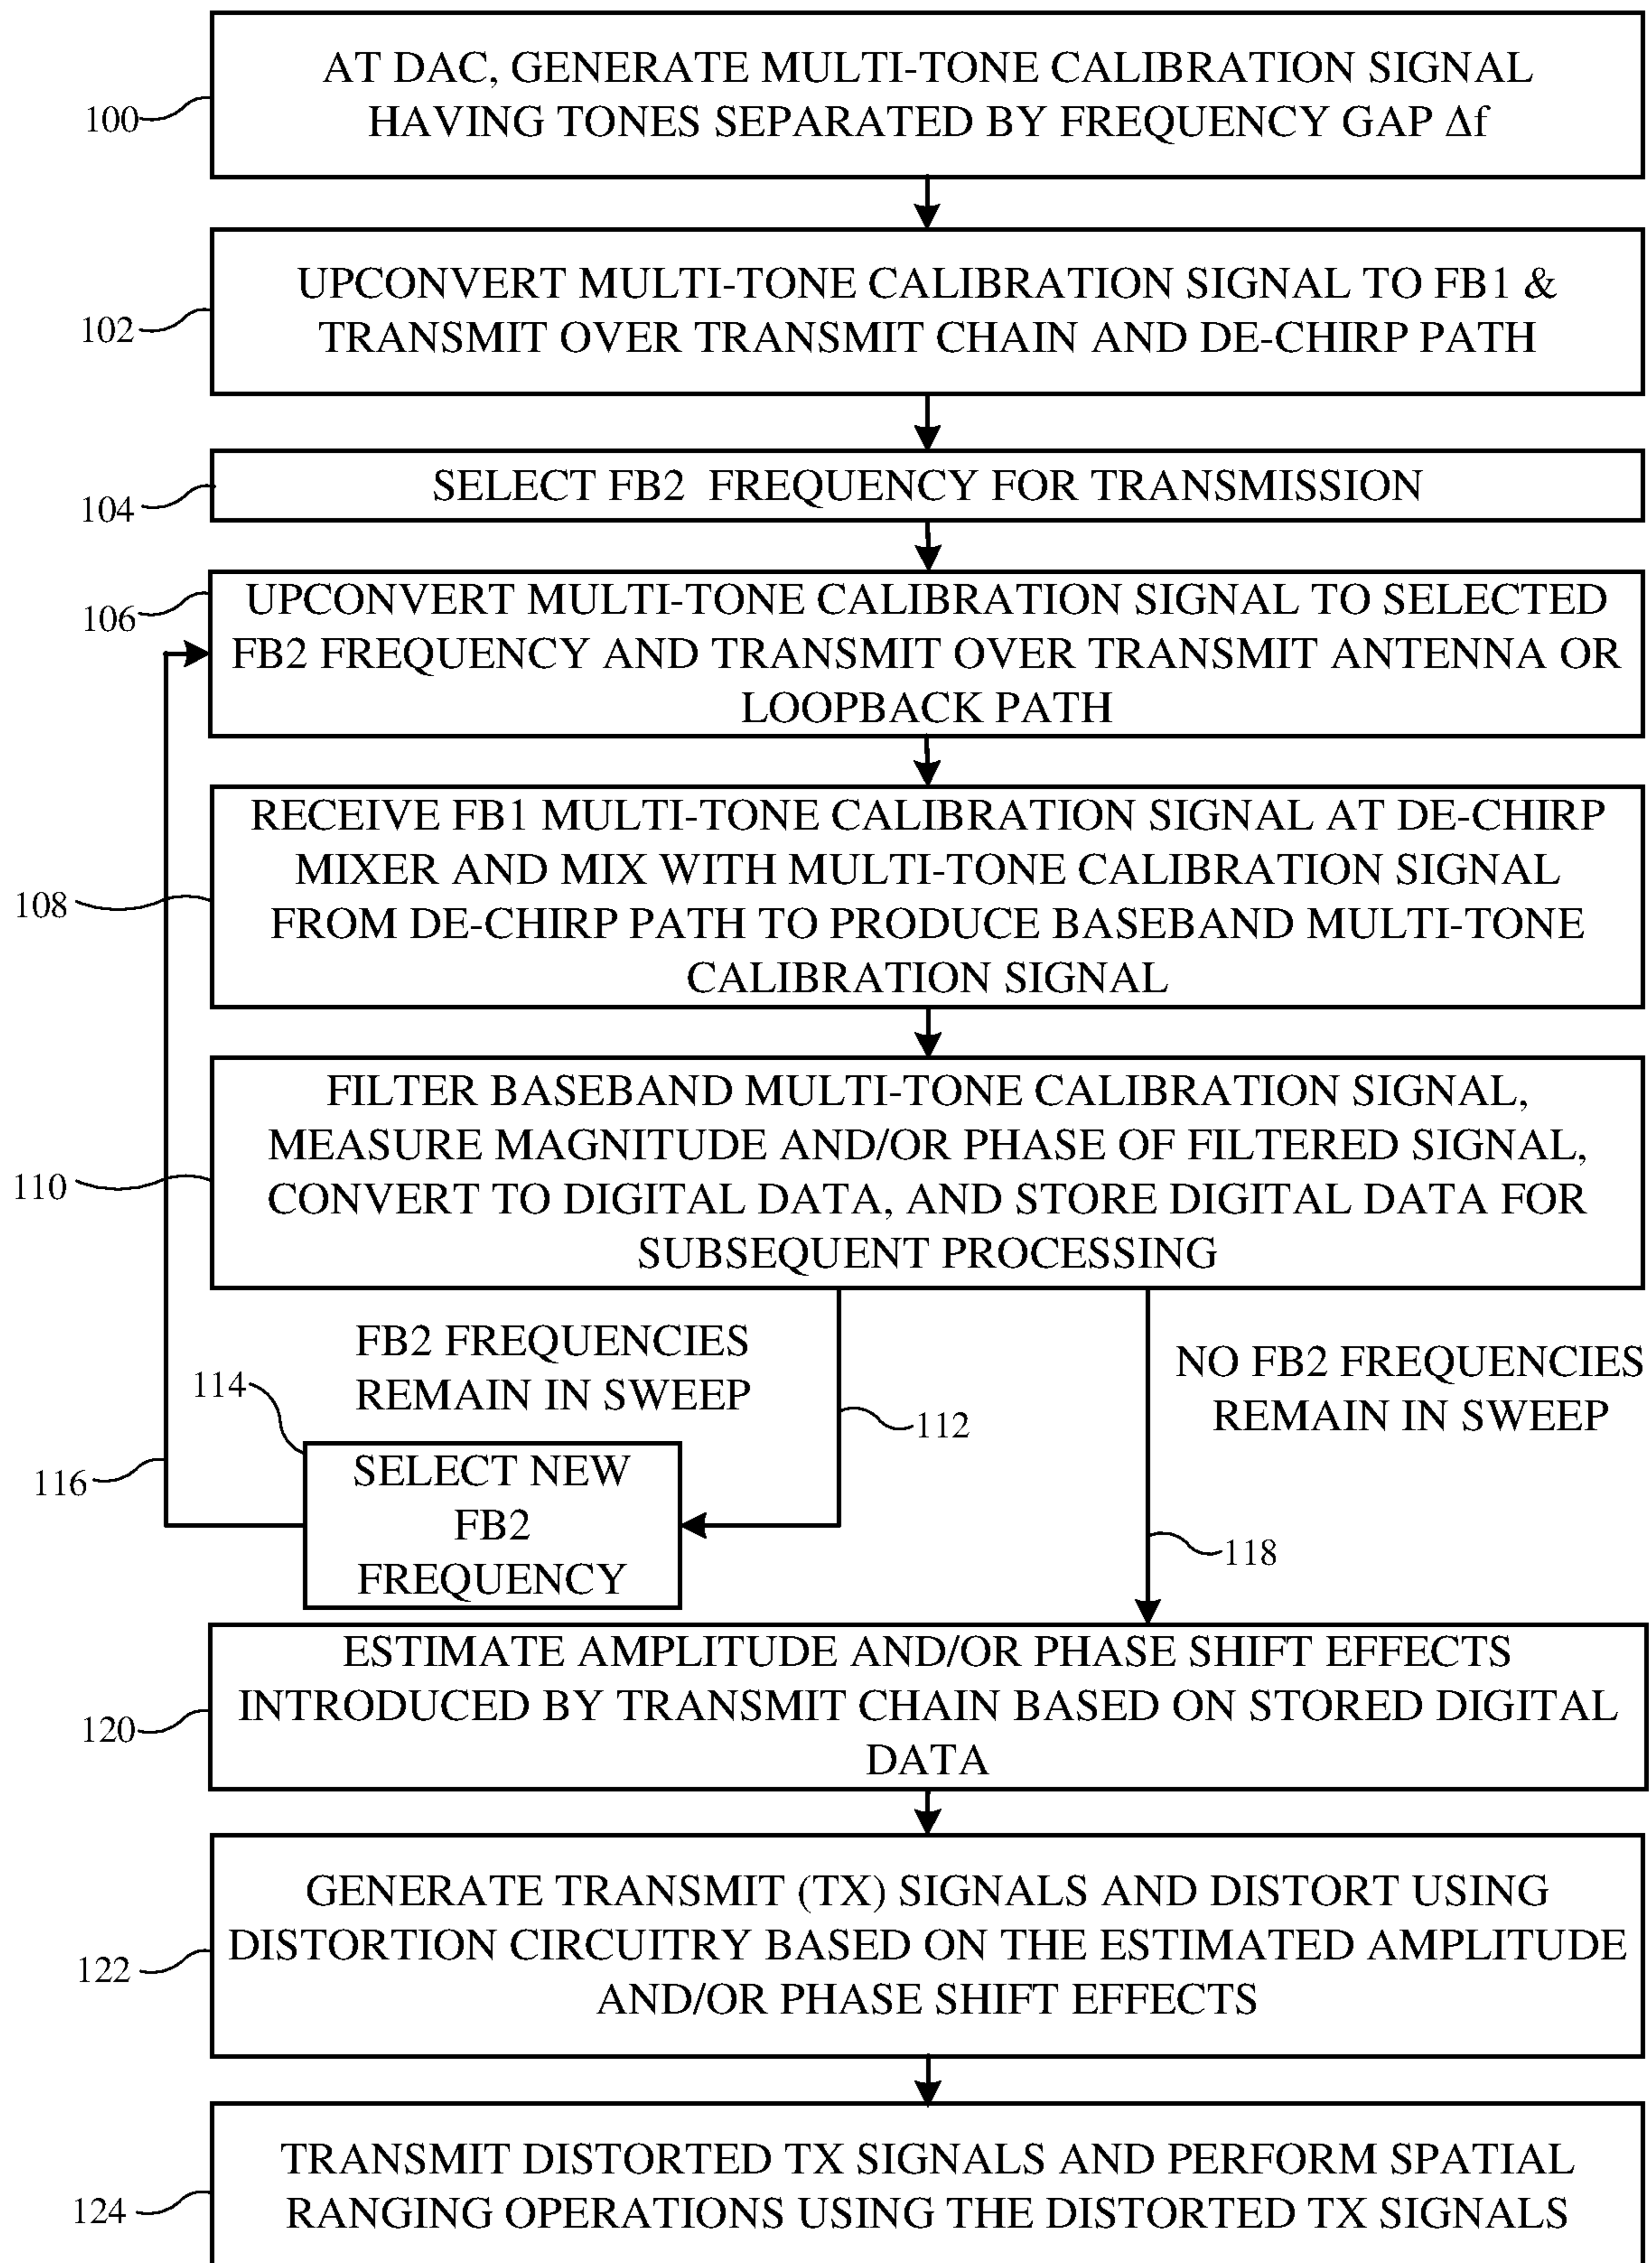 AT DAC, GENERATE MULTI-TONE CALIBRATION SIGNAL
HAVING TONES SEPARATED BY FREQUENCY GAP Δf
100
UPCONVERT MULTI-TONE CALIBRATION SIGNAL TO FB1 &
TRANSMIT OVER TRANSMIT CHAIN AND DE-CHIRP PATH
102
SELECT FB2 FREQUENCY FOR TRANSMISSION
104
UPCONVERT MULTI-TONE CALIBRATION SIGNAL TO SELECTED
FB2 FREQUENCY AND TRANSMIT OVER TRANSMIT ANTENNA OR
LOOPBACK PATH
106
RECEIVE FB1 MULTI-TONE CALIBRATION SIGNAL AT DE-CHIRP
MIXER AND MIX WITH MULTI-TONE CALIBRATION SIGNAL
FROM DE-CHIRP PATH TO PRODUCE BASEBAND MULTI-TONE
CALIBRATION SIGNAL
108
FILTER BASEBAND MULTI-TONE CALIBRATION SIGNAL,
MEASURE MAGNITUDE AND/OR PHASE OF FILTERED SIGNAL,
CONVERT TO DIGITAL DATA, AND STORE DIGITAL DATA FOR
SUBSEQUENT PROCESSING
110
FB2 FREQUENCIES
REMAIN IN SWEEP
112
NO FB2 FREQUENCIES
REMAIN IN SWEEP
114
SELECT NEW
FB2
FREQUENCY
116
118
ESTIMATE AMPLITUDE AND/OR PHASE SHIFT EFFECTS
INTRODUCED BY TRANSMIT CHAIN BASED ON STORED DIGITAL
DATA
120
GENERATE TRANSMIT (TX) SIGNALS AND DISTORT USING
DISTORTION CIRCUITRY BASED ON THE ESTIMATED AMPLITUDE
AND/OR PHASE SHIFT EFFECTS
122
TRANSMIT DISTORTED TX SIGNALS AND PERFORM SPATIAL
RANGING OPERATIONS USING THE DISTORTED TX SIGNALS
124